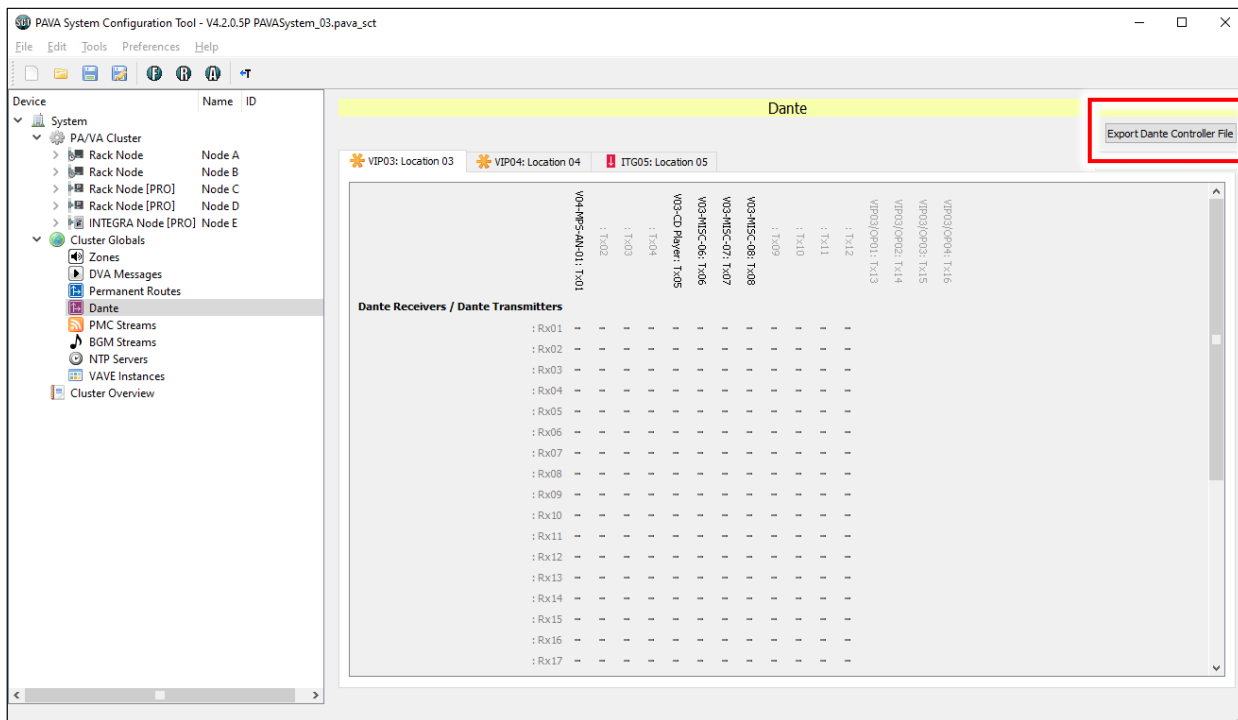 PAVA System Configuration Tool - V4.2.0.5P PAVASystem_03.pava_sct
File Edit Tools Preferences Help
Device Name ID
System
PA/VA Cluster
Rack Node Node A
Rack Node Node B
Rack Node [PRO] Node C
Rack Node [PRO] Node D
INTEGRA Node [PRO] Node E
Cluster Globals
Zones
DVA Messages
Permanent Routes
Dante
PMC Streams
BGM Streams
NTP Servers
VAVE Instances
Cluster Overview
Dante
Export Dante Controller File
VIP03: Location 03 VIP04: Location 04 ITG05: Location 05
V04-MPS-AN-01: Tx01
: Tx02
: Tx03
: Tx04
V03-CD Player: Tx05
V03-MISC-06: Tx06
V03-MISC-07: Tx07
V03-MISC-08: Tx08
: Tx09
: Tx10
: Tx11
: Tx12
VIP03/OP01: Tx13
VIP03/OP02: Tx14
VIP03/OP03: Tx15
VIP03/OP04: Tx16
Dante Receivers / Dante Transmitters
: Rx01 -- -- -- -- -- -- -- -- -- -- -- --
: Rx02 -- -- -- -- -- -- -- -- -- -- -- --
: Rx03 -- -- -- -- -- -- -- -- -- -- -- --
: Rx04 -- -- -- -- -- -- -- -- -- -- -- --
: Rx05 -- -- -- -- -- -- -- -- -- -- -- --
: Rx06 -- -- -- -- -- -- -- -- -- -- -- --
: Rx07 -- -- -- -- -- -- -- -- -- -- -- --
: Rx08 -- -- -- -- -- -- -- -- -- -- -- --
: Rx09 -- -- -- -- -- -- -- -- -- -- -- --
: Rx10 -- -- -- -- -- -- -- -- -- -- -- --
: Rx11 -- -- -- -- -- -- -- -- -- -- -- --
: Rx12 -- -- -- -- -- -- -- -- -- -- -- --
: Rx13 -- -- -- -- -- -- -- -- -- -- -- --
: Rx14 -- -- -- -- -- -- -- -- -- -- -- --
: Rx15 -- -- -- -- -- -- -- -- -- -- -- --
: Rx16 -- -- -- -- -- -- -- -- -- -- -- --
: Rx17 -- -- -- -- -- -- -- -- -- -- -- --